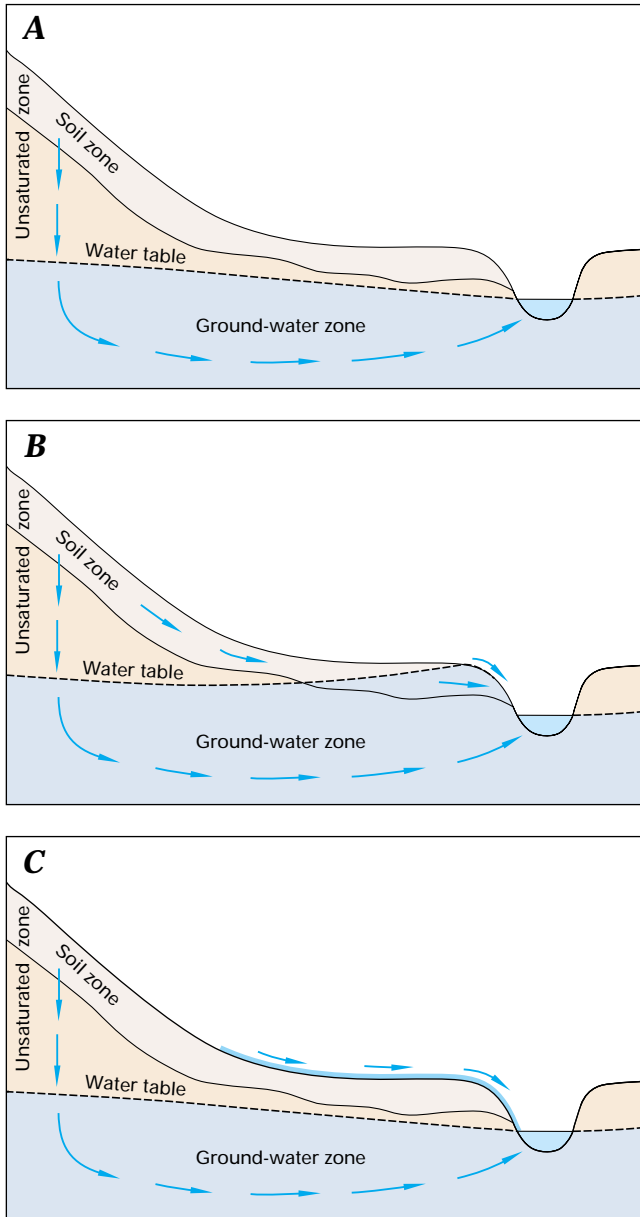 A
Unsaturated zone
Soil zone
Water table
Ground-water zone
B
Unsaturated zone
Soil zone
Water table
Ground-water zone
C
Unsaturated zone
Soil zone
Water table
Ground-water zone